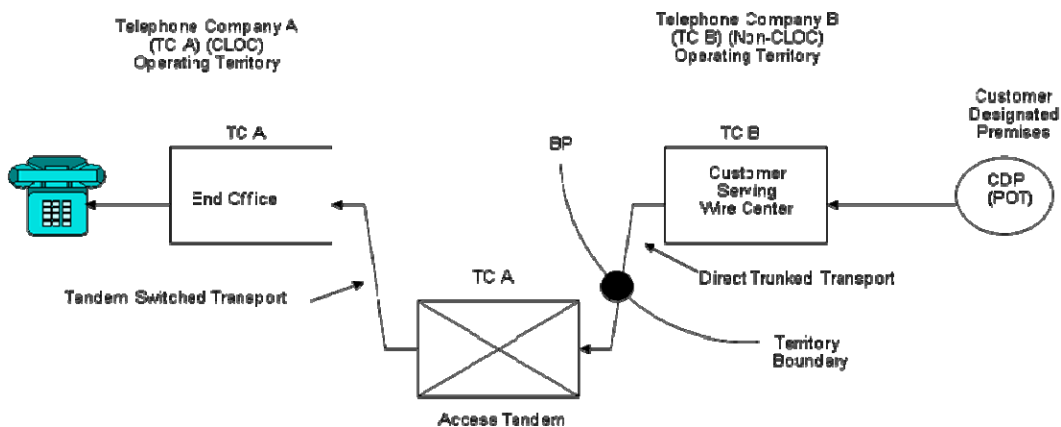 Telephone Company A
(TC A) (CLOC)
Operating Territory
Telephone Company B
(TC B) (Non-CLOC)
Operating Territory
Customer
Designated
Premises
TC A
BP
TC B
End Office
Customer
Serving
Wire Center
CDP
(POT)
Tandem Switched Transport
TC A
Direct Trunked Transport
Territory
Boundary
Access Tandem